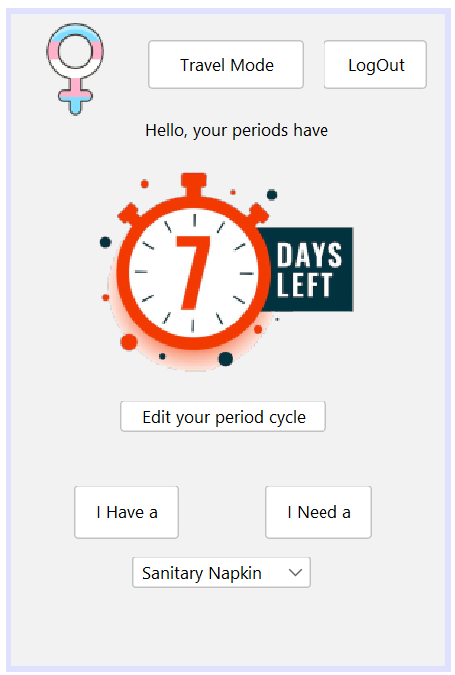 Travel Mode
LogOut
Hello, your periods have
7
DAYS
LEFT
Edit your period cycle
I Have a
I Need a
Sanitary Napkin